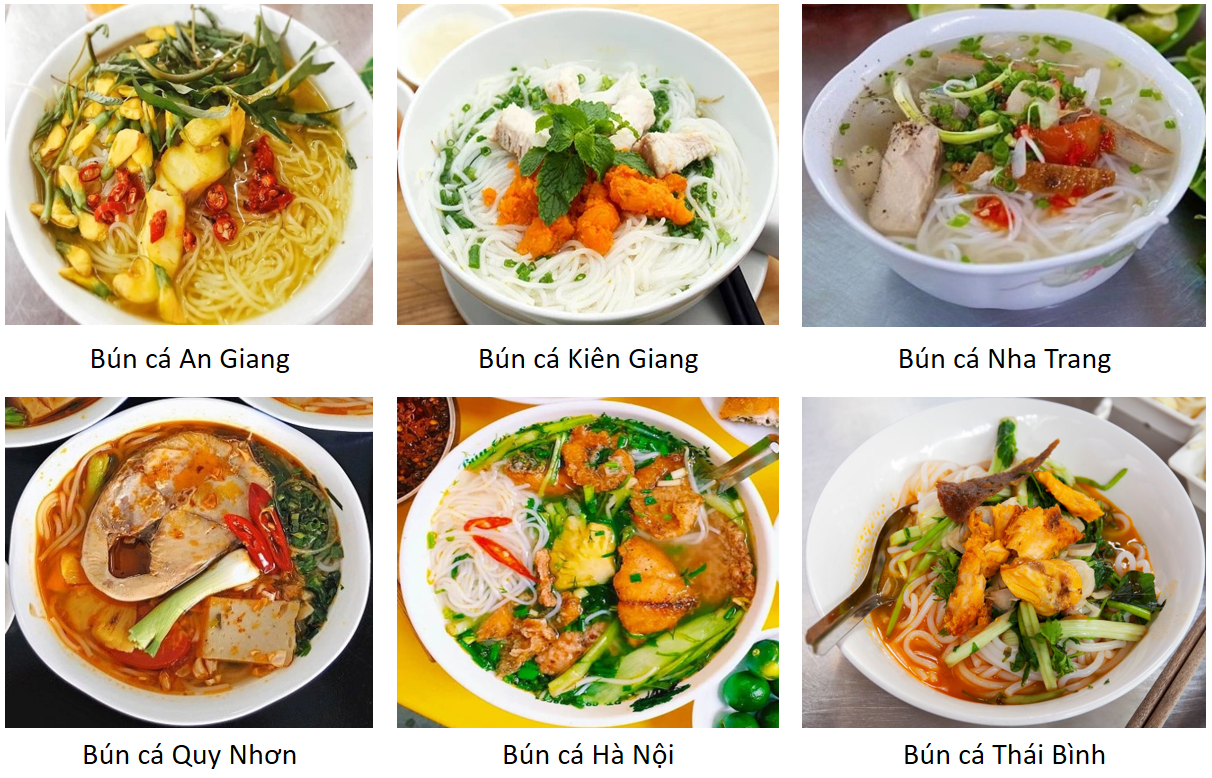 Bún cá An Giang
Bún cá Kiên Giang
Bún cá Nha Trang
Bún cá Quy Nhơn
Bún cá Hà Nội
Bún cá Thái Bình